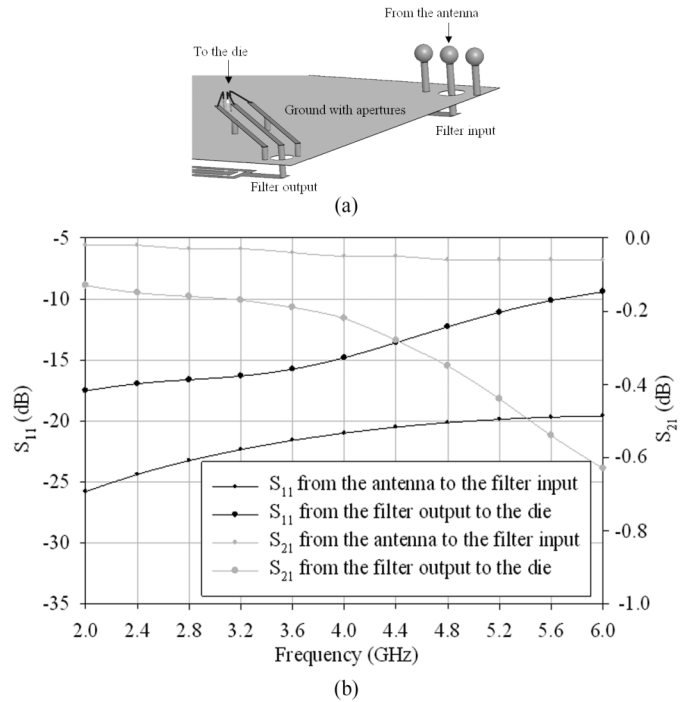 From the antenna
To the die
Ground with apertures
Filter input
Filter output
(a)
-5 0.0
-10 -0.2
-15 -0.4
-20
-25 -0.6
-30 -0.8
-35 -1.0
S11 (dB)
S21 (dB)
S11 from the antenna to the filter input
S11 from the filter output to the die
S21 from the antenna to the filter input
S21 from the filter output to the die
2.0 2.4 2.8 3.2 3.6 4.0 4.4 4.8 5.2 5.6 6.0
Frequency (GHz)
(b)